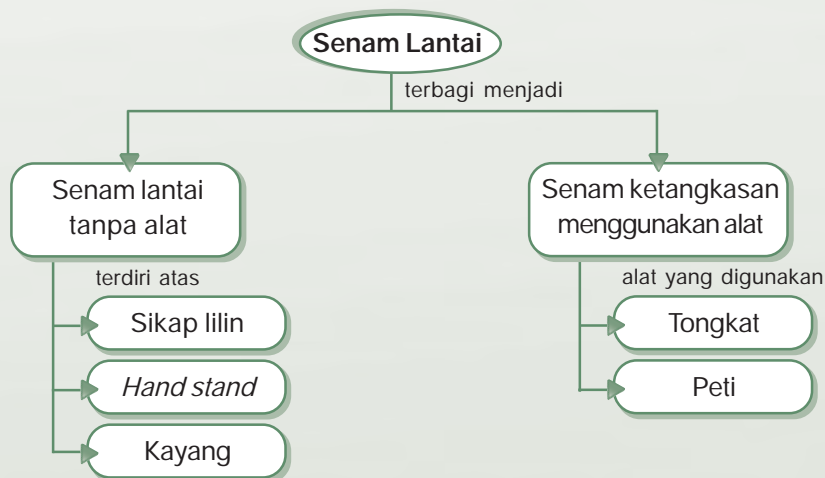 Senam Lantai
terbagi menjadi
Senam lantai
tanpa alat
terdiri atas
Sikap lilin
Hand stand
Kayang
Senam ketangkasan
menggunakan alat
alat yang digunakan
Tongkat
Peti